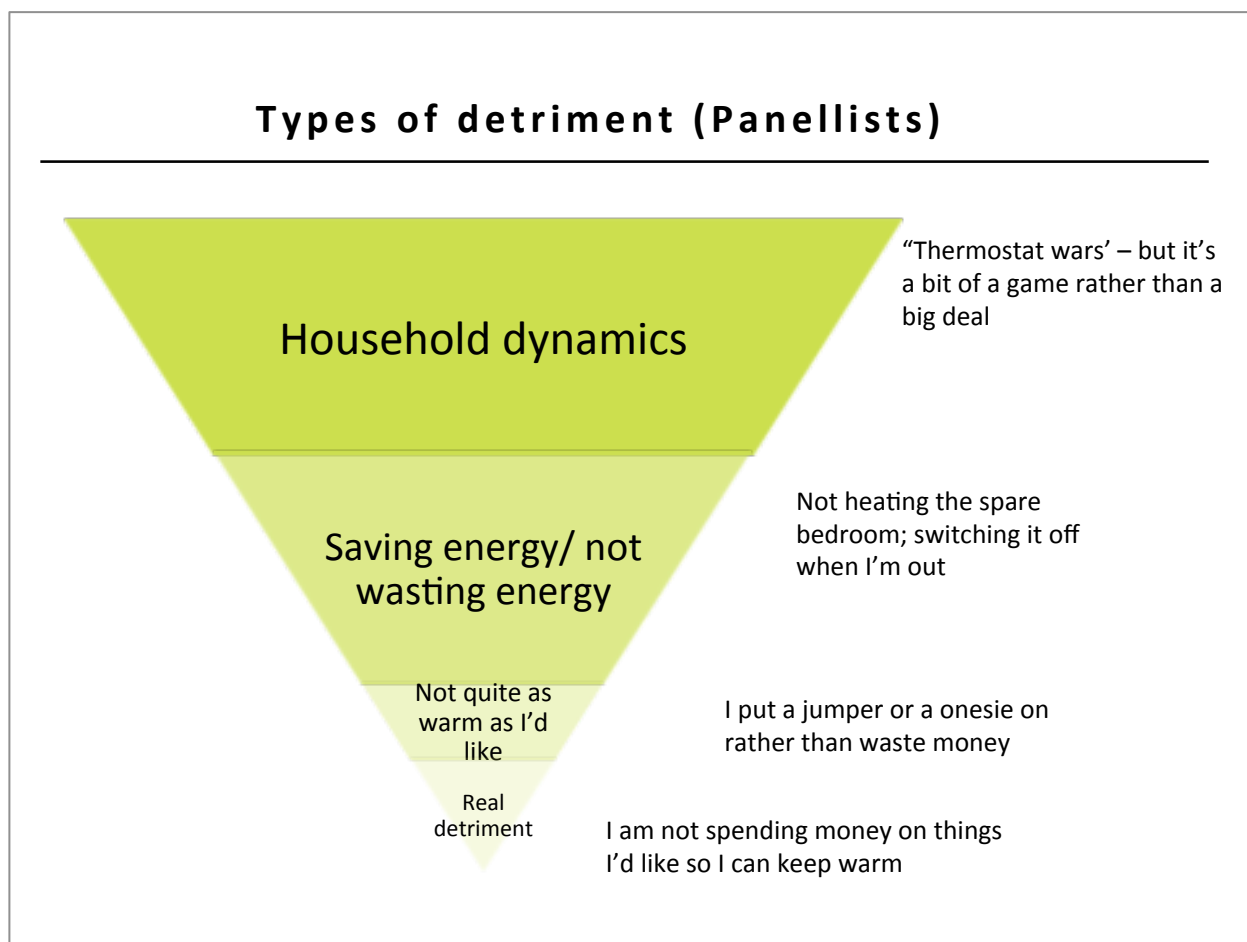 Types of detriment (Panellists)
Household dynamics
“Thermostat wars’ – but it’s
a bit of a game rather than a
big deal
Saving energy/ not
wasting energy
Not heating the spare
bedroom; switching it off
when I’m out
Not quite as
warm as I’d
like
I put a jumper or a onesie on
rather than waste money
Real
detriment
I am not spending money on things
I’d like so I can keep warm